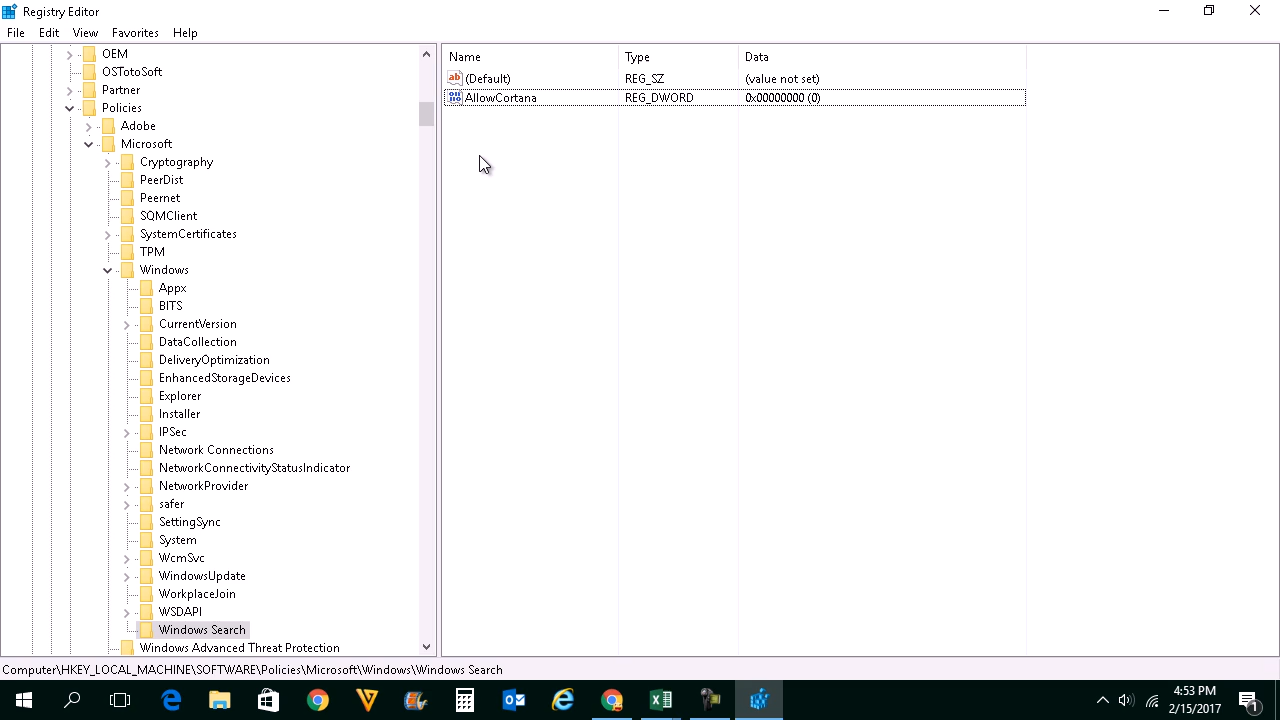 Registry Editor
File Edit View Favorites Help
OEM
OSTotoSoft
Partner
Policies
Adobe
Microsoft
Cryptography
PeerDist
Peernet
SQMClient
SystemCertificates
TPM
Windows
Appx
BITS
CurrentVersion
DataCollection
DeliveryOptimization
EnhancedStorageDevices
Explorer
Installer
IPSec
Network Connections
NetworkConnectivityStatusIndicator
NetworkProvider
safer
SettingSync
System
WcmSvc
WindowsUpdate
WorkplaceJoin
WSDAPI
Windows Search
Windows Advanced Threat Protection
Name Type Data
ab (Default) REG_SZ (value not set)
AllowCortana REG_DWORD 0x00000000 (0)
Computer\HKEY_LOCAL_MACHINE\SOFTWARE\Policies\Microsoft\Windows\Windows Search
4:53 PM
2/15/2017
1